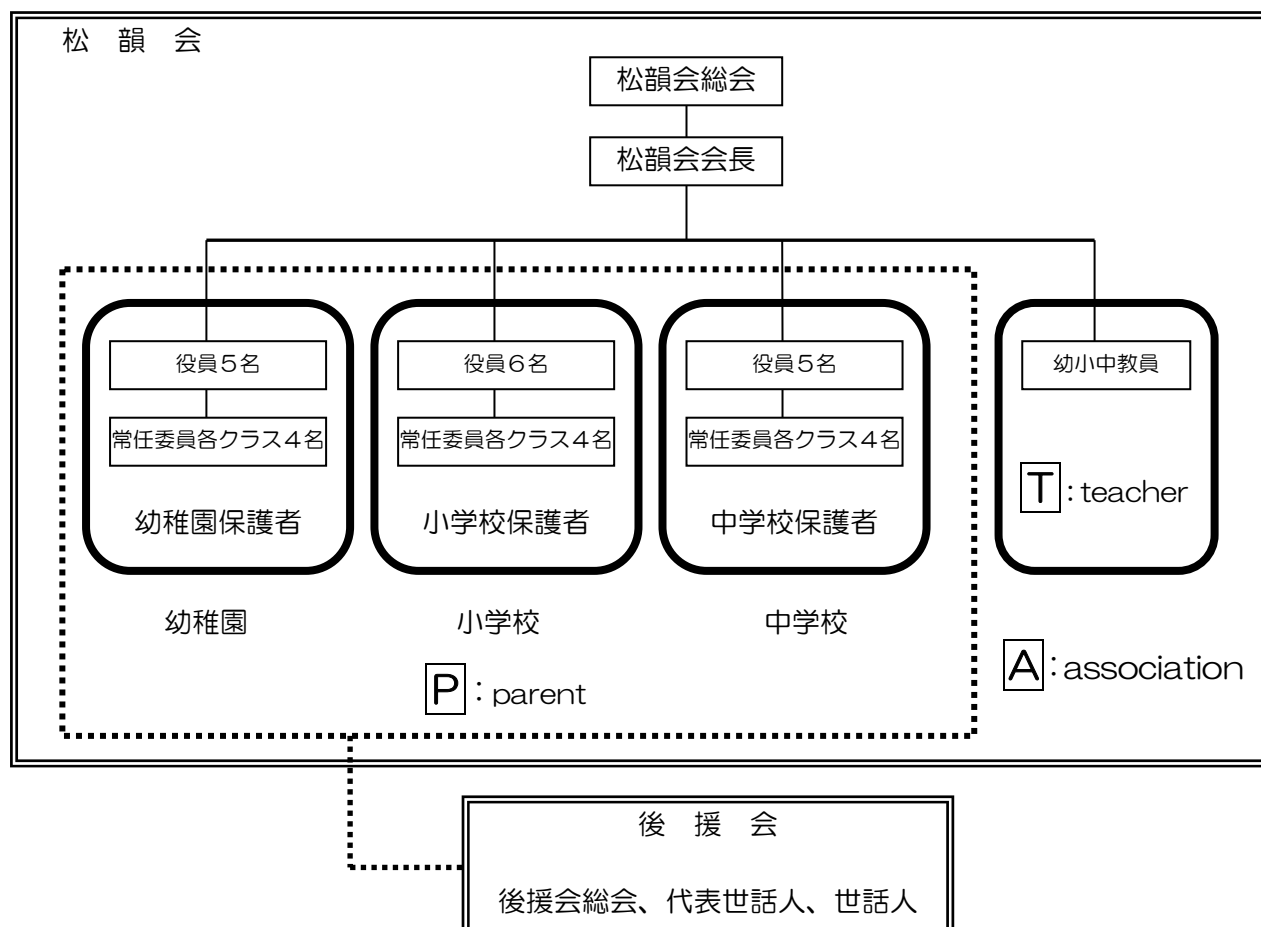 松 韻 会
松韻会総会
松韻会会長
役員５名
常任委員各クラス４名
幼稚園保護者
幼稚園
役員６名
常任委員各クラス４名
小学校保護者
小学校
役員５名
常任委員各クラス４名
中学校保護者
中学校
P：parent
幼小中教員
T：teacher
A：association
後 援 会
後援会総会、代表世話人、世話人